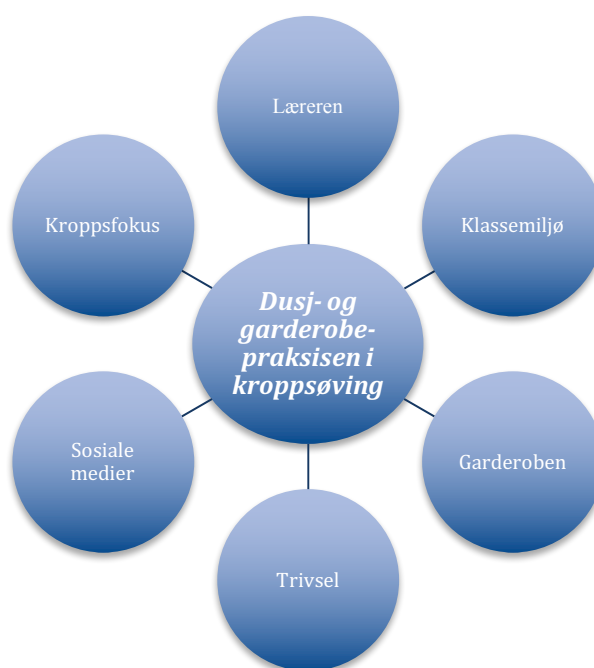 Læreren
Kroppsfokus
Klassemiljø
Dusj- og
garderobe-
praksisen i
kroppsøving
Sosiale
medier
Garderoben
Trivsel